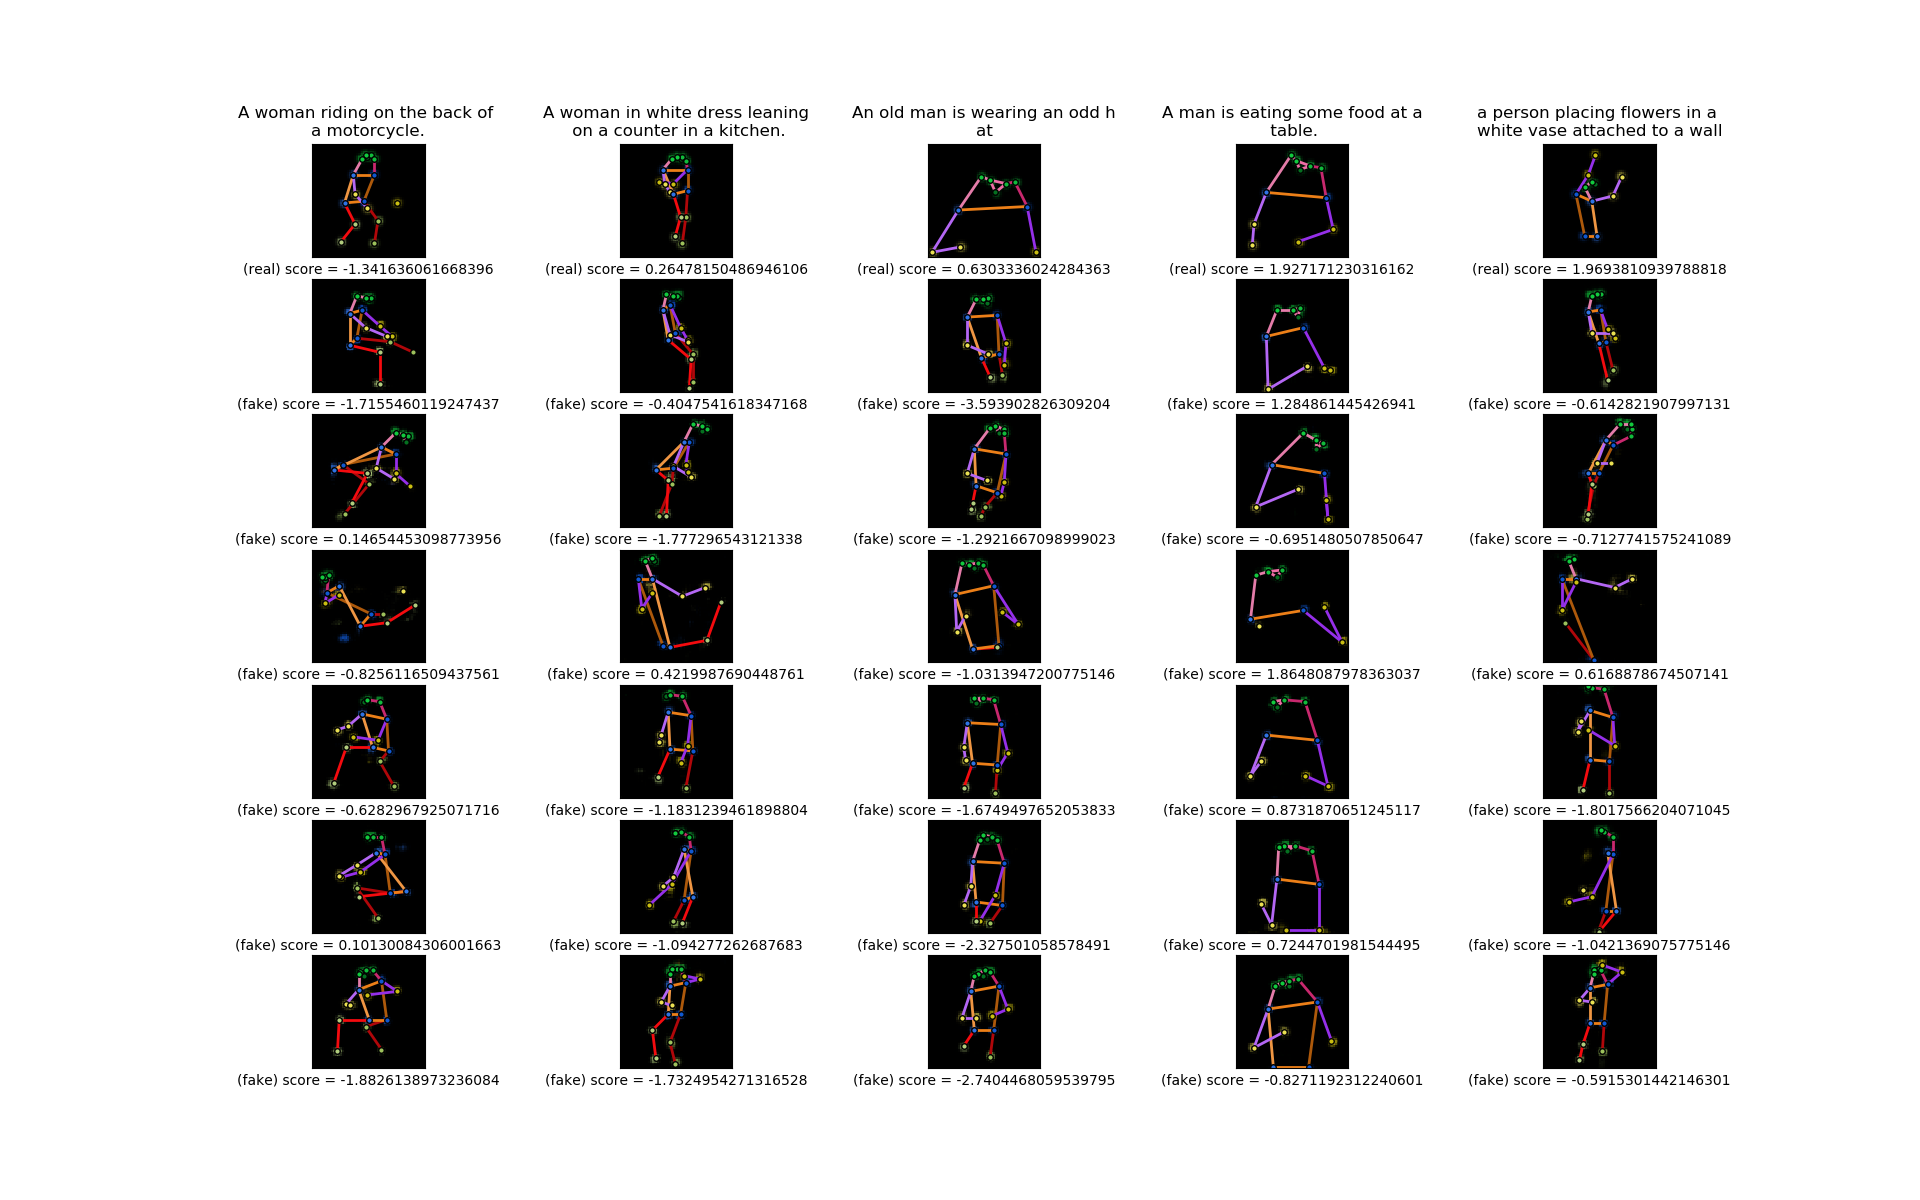 A woman riding on the back of
a motorcycle.
A woman in white dress leaning
on a counter in a kitchen.
An old man is wearing an odd h
at
A man is eating some food at a
table.
a person placing flowers in a
white vase attached to a wall
(real) score = -1.341636061668396
(real) score = 0.26478150486946106
(real) score = 0.6303336024284363
(real) score = 1.927171230316162
(real) score = 1.9693810939788818
(fake) score = -1.7155460119247437
(fake) score = -0.4047541618347168
(fake) score = -3.593902826309204
(fake) score = 1.284861445426941
(fake) score = -0.6142821907997131
(fake) score = 0.14654453098773956
(fake) score = -1.777296543121338
(fake) score = -1.2921667098999023
(fake) score = -0.6951480507850647
(fake) score = -0.7127741575241089
(fake) score = -0.8256116509437561
(fake) score = 0.4219987690448761
(fake) score = -1.0313947200775146
(fake) score = 1.8648087978363037
(fake) score = 0.6168878674507141
(fake) score = -0.6282967925071716
(fake) score = -1.1831239461898804
(fake) score = -1.6749497652053833
(fake) score = 0.8731870651245117
(fake) score = -1.8017566204071045
(fake) score = 0.10130084306001663
(fake) score = -1.094277262687683
(fake) score = -2.327501058578491
(fake) score = 0.7244701981544495
(fake) score = -1.0421369075775146
(fake) score = -1.8826138973236084
(fake) score = -1.7324954271316528
(fake) score = -2.7404468059539795
(fake) score = -0.8271192312240601
(fake) score = -0.5915301442146301